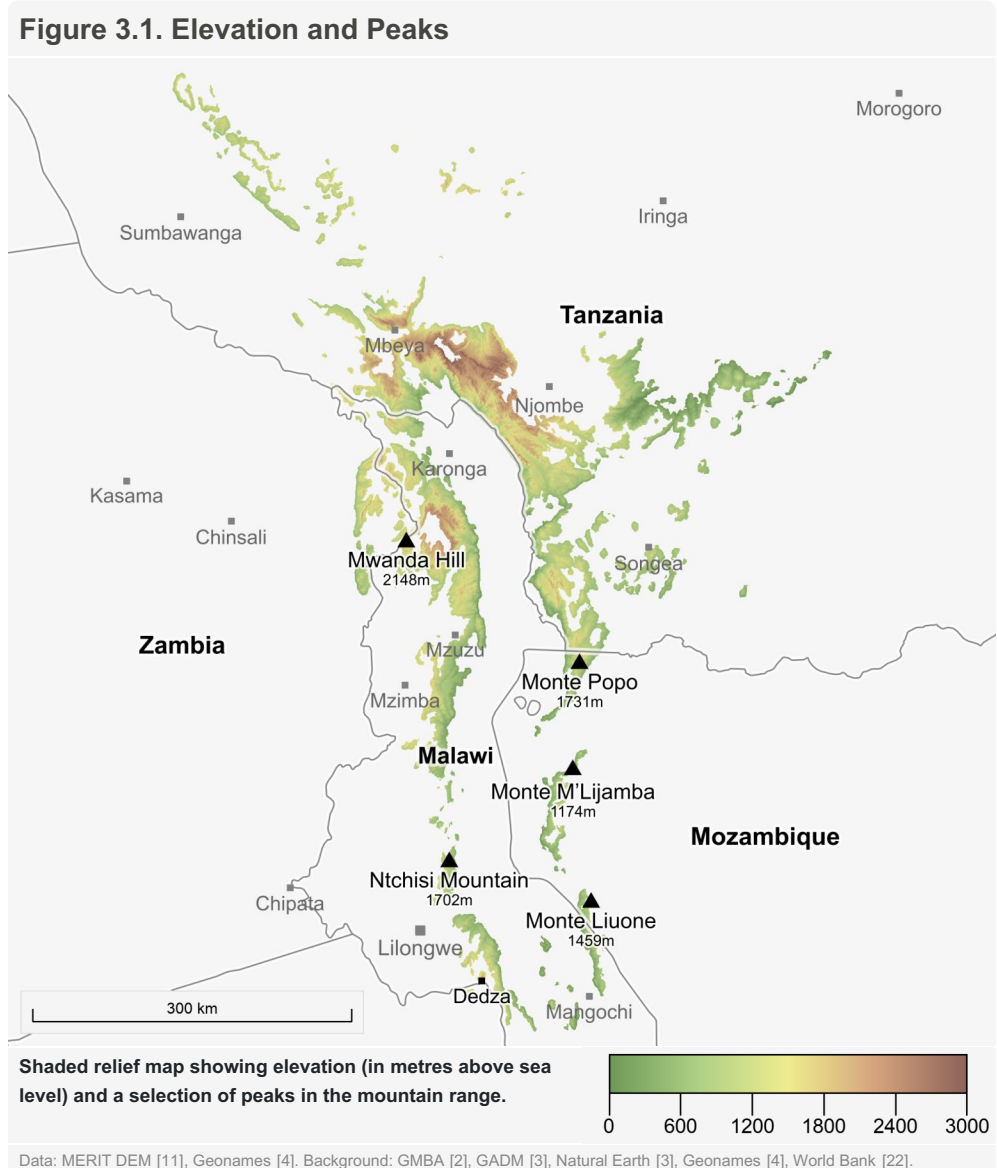 Figure 3.1. Elevation and Peaks
Morogoro
Iringa
Sumbawanga
Tanzania
Mbeya
Njombe
Karonga
Kasama
Chinsali
Mwanda Hill
2148m
Songea
Zambia
Mzuzu
Monte Popo
1731m
Mzimba
Malawi
Monte M'Lijamba
1174m
Mozambique
Ntchisi Mountain
1702m
Chipata
Monte Liuone
1459m
Lilongwe
Dedza
300 km
Mangochi
Shaded relief map showing elevation (in metres above sea
level) and a selection of peaks in the mountain range.
0 600 1200 1800 2400 3000
Data: MERIT DEM [11], Geonames [4]. Background: GMBA [2], GADM [3], Natural Earth [3], Geonames [4], World Bank [22].